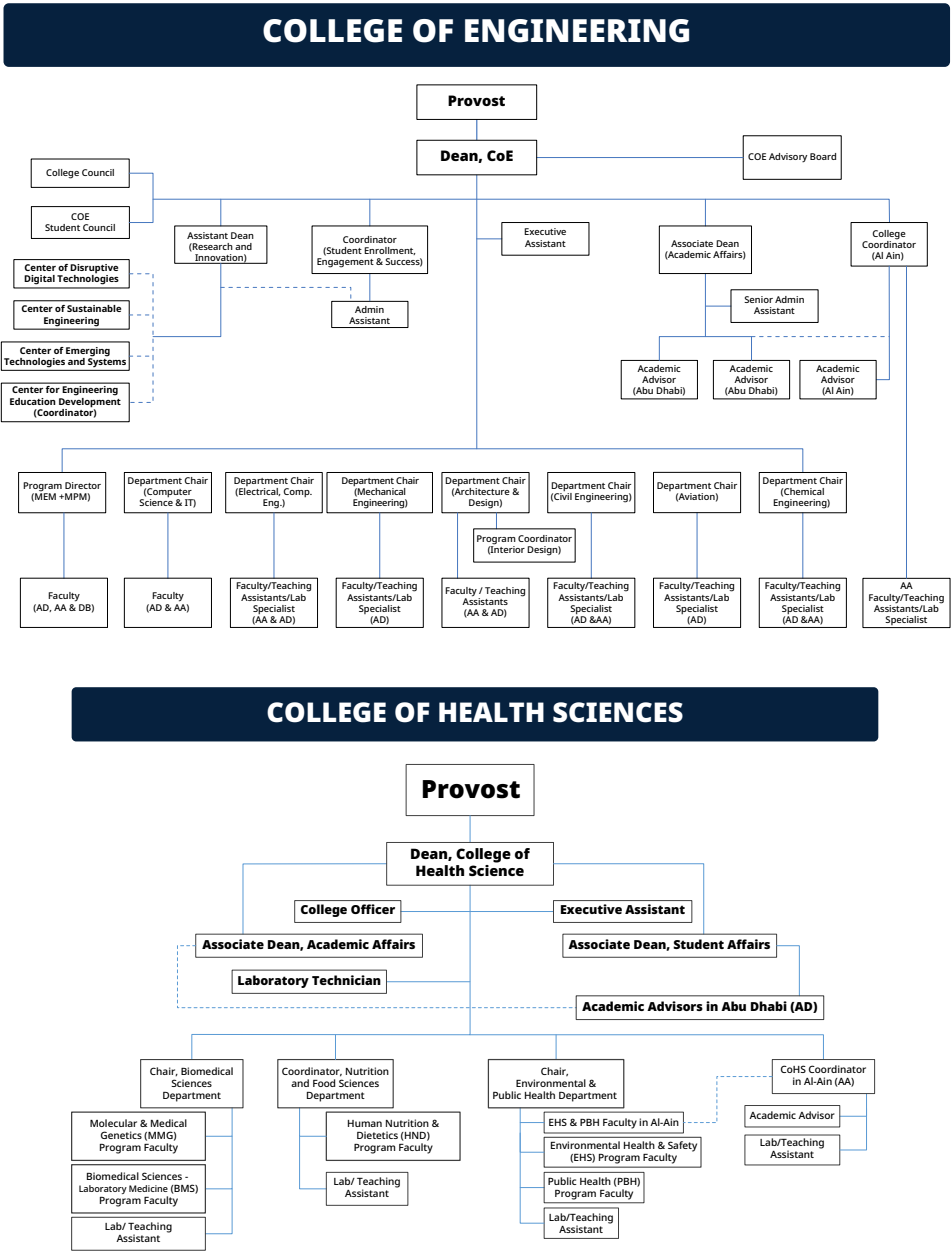 COLLEGE OF ENGINEERING
Provost
Dean, CoE
COE Advisory Board
College Council
COE
Student Council
Assistant Dean
(Research and
Innovation)
Coordinator
(Student Enrollment,
Engagement & Success)
Executive
Assistant
Associate Dean
(Academic Affairs)
College
Coordinator
(Al Ain)
Center of Disruptive
Digital Technologies
Center of Sustainable
Engineering
Center of Emerging
Technologies and Systems
Center for Engineering
Education Development
(Coordinator)
Admin
Assistant
Senior Admin
Assistant
Academic
Advisor
(Abu Dhabi)
Academic
Advisor
(Abu Dhabi)
Academic
Advisor
(Al Ain)
Program Director
(MEM +MPM)
Department Chair
(Computer
Science & IT)
Department Chair
(Electrical, Comp.
Eng.)
Department Chair
(Mechanical
Engineering)
Department Chair
(Architecture &
Design)
Department Chair
(Civil Engineering)
Department Chair
(Aviation)
Department Chair
(Chemical
Engineering)
Program Coordinator
(Interior Design)
Faculty
(AD, AA & DB)
Faculty
(AD & AA)
Faculty/Teaching
Assistants/Lab
Specialist
(AA & AD)
Faculty/Teaching
Assistants/Lab
Specialist
(AD)
Faculty / Teaching
Assistants
(AA & AD)
Faculty/Teaching
Assistants/Lab
Specialist
(AD &AA)
Faculty/Teaching
Assistants/Lab
Specialist
(AD)
Faculty/Teaching
Assistants/Lab
Specialist
(AD &AA)
AA
Faculty/Teaching
Assistants/Lab
Specialist
COLLEGE OF HEALTH SCIENCES
Provost
Dean, College of
Health Science
College Officer
Executive Assistant
Associate Dean, Academic Affairs
Associate Dean, Student Affairs
Laboratory Technician
Academic Advisors in Abu Dhabi (AD)
Chair, Biomedical
Sciences
Department
Coordinator, Nutrition
and Food Sciences
Department
Chair,
Environmental &
Public Health Department
CoHS Coordinator
in Al-Ain (AA)
Molecular & Medical
Genetics (MMG)
Program Faculty
Biomedical Sciences -
Laboratory Medicine (BMS)
Program Faculty
Lab/ Teaching
Assistant
Human Nutrition &
Dietetics (HND)
Program Faculty
Lab/ Teaching
Assistant
EHS & PBH Faculty in Al-Ain
Environmental Health & Safety
(EHS) Program Faculty
Public Health (PBH)
Program Faculty
Lab/Teaching
Assistant
Academic Advisor
Lab/Teaching
Assistant